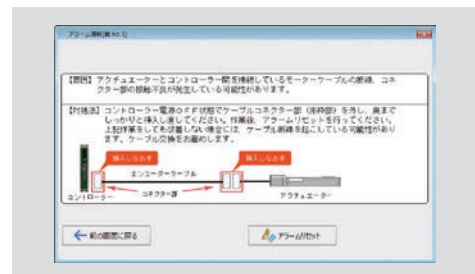 アラーム情報[軸 No.1]
【原因】アクチュエーターとコントローラー間を接続しているモーターケーブルの断線、コネ
クター部の接触不良が発生している可能性があります。
【対処法】コントローラー電源OFF状態でケーブルコネクター部(赤枠部)を外し、奥まで
しっかりと挿入し直してください。作業後、アラームリセットを行ってください。
上記作業をしても改善しない場合には、ケーブル断線を起こしている可能性があり
ます。ケーブル交換をお薦めします。
挿入しなおす
挿入しなおす
エンコーダーケーブル
コネクター部
コントローラー
アクチュエーター
前の画面に戻る
アラームリセット